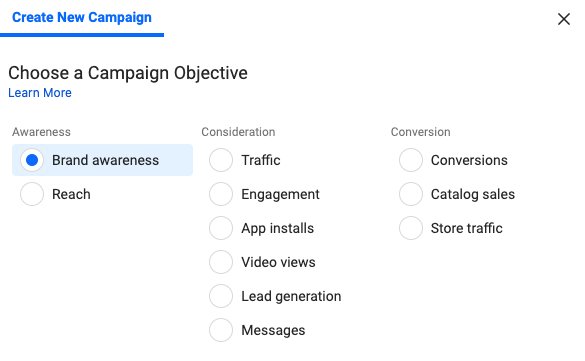 Create New Campaign
Choose a Campaign Objective
Learn More
Awareness
Brand awareness
Reach
Consideration
Traffic
Engagement
App installs
Video views
Lead generation
Messages
Conversion
Conversions
Catalog sales
Store traffic